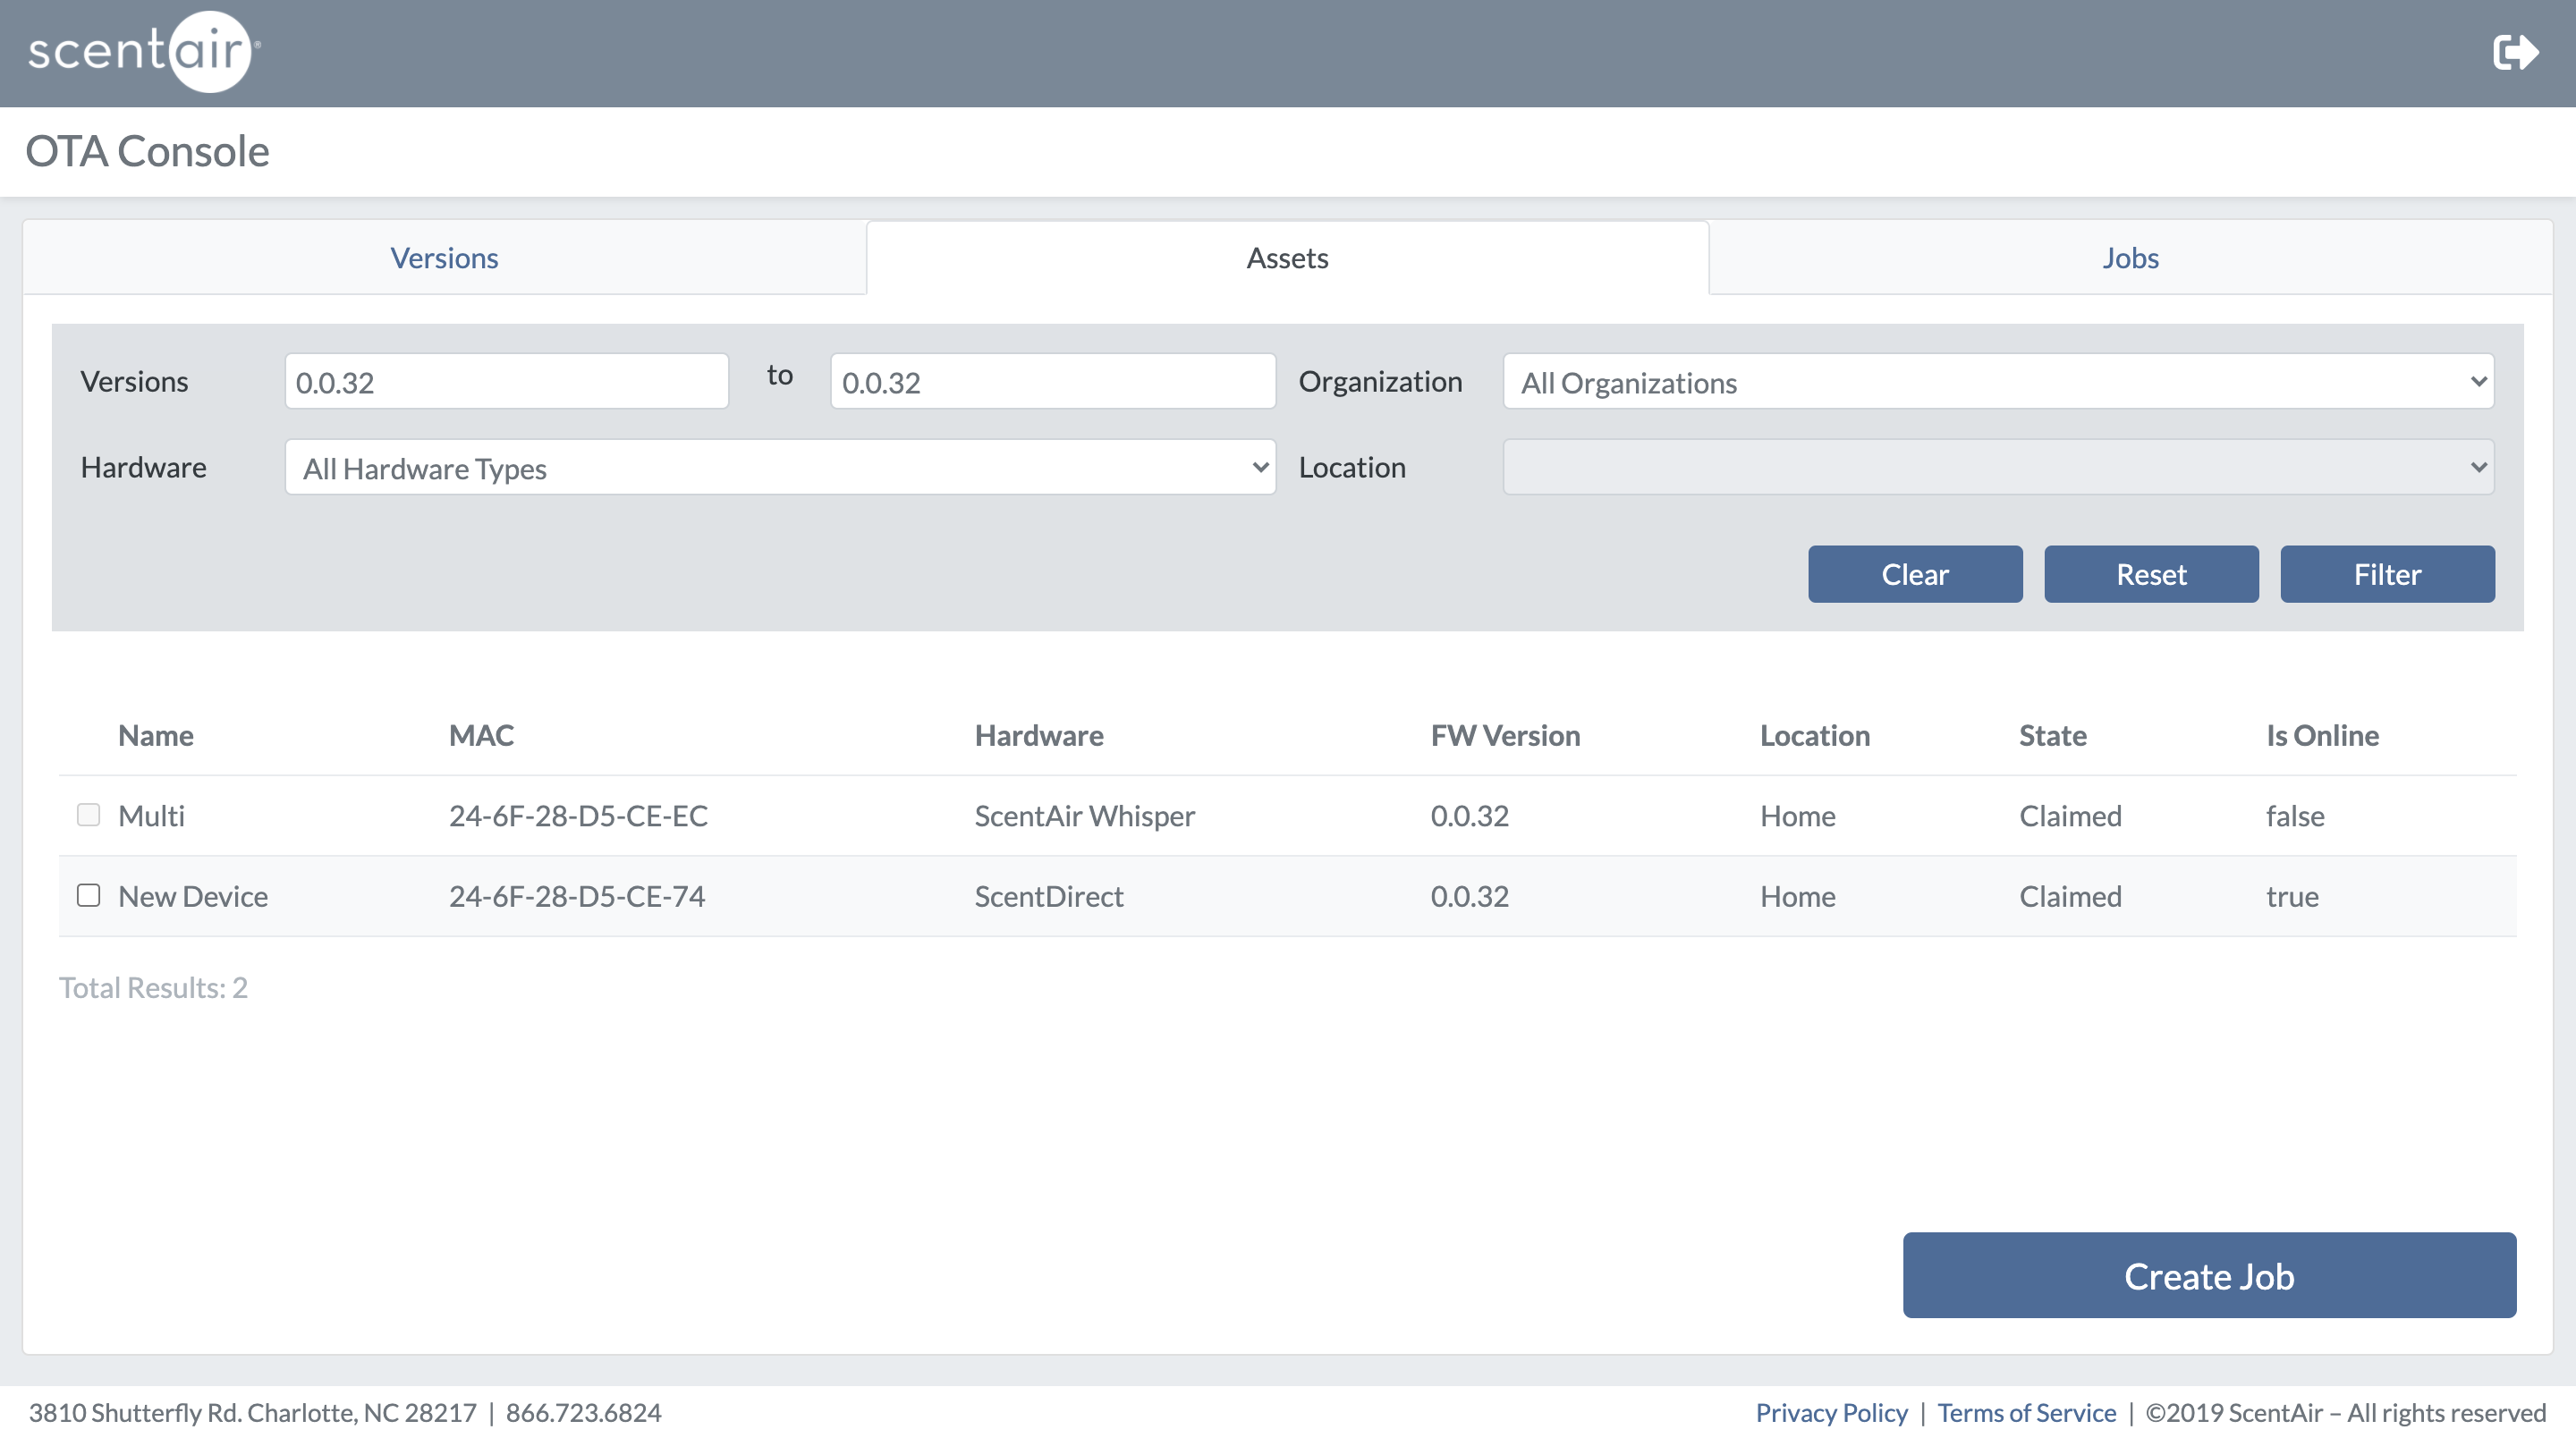 scentair®
OTA Console
Versions Assets Jobs
Versions 0.0.32 to 0.0.32 Organization All Organizations
Hardware All Hardware Types Location
Clear Reset Filter
Name MAC Hardware FW Version Location State Is Online
Multi 24-6F-28-D5-CE-EC ScentAir Whisper 0.0.32 Home Claimed false
New Device 24-6F-28-D5-CE-74 ScentDirect 0.0.32 Home Claimed true
Total Results: 2
Create Job
3810 Shutterfly Rd. Charlotte, NC 28217 | 866.723.6824 Privacy Policy | Terms of Service | ©2019 ScentAir – All rights reserved